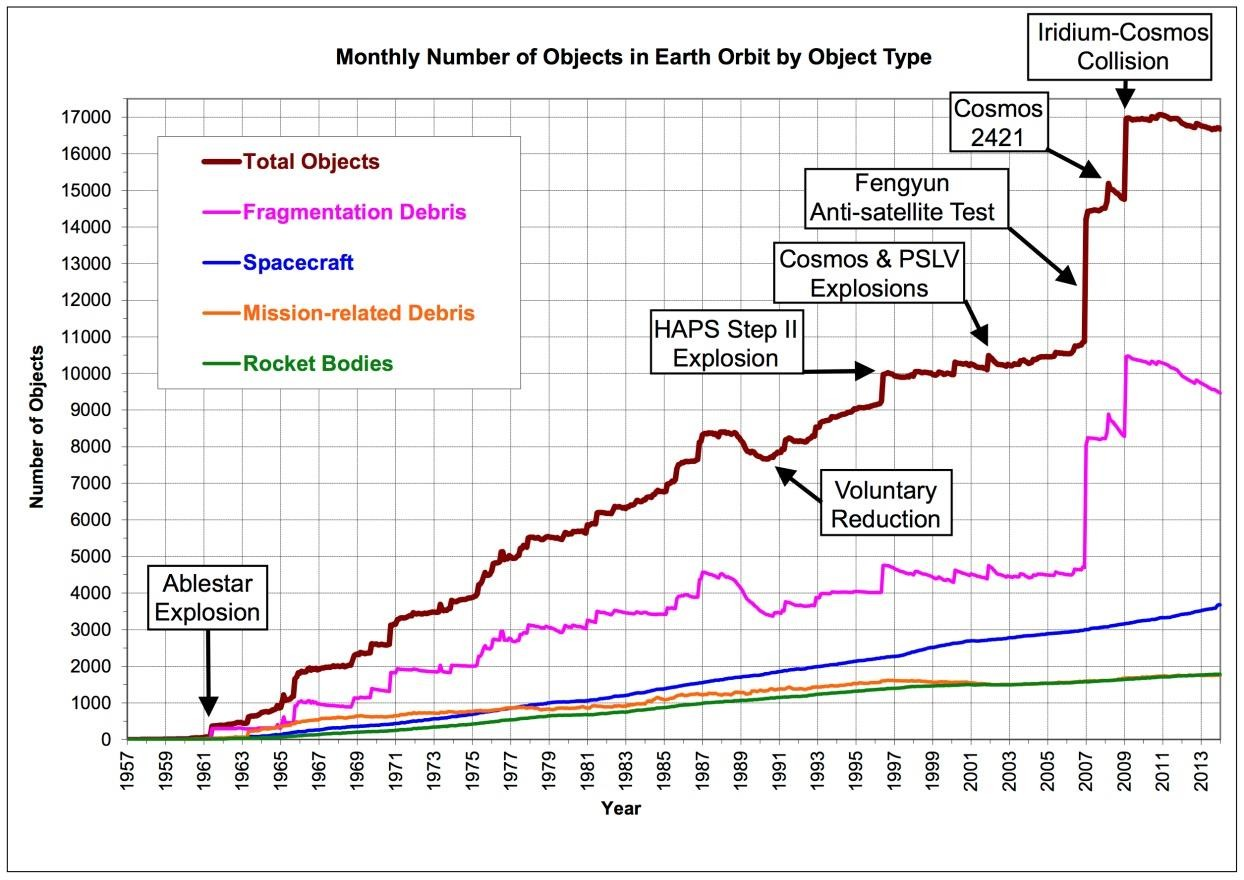 Monthly Number of Objects in Earth Orbit by Object Type
Iridium-Cosmos
Collision
Cosmos
2421
Fengyun
Anti-satellite Test
Cosmos & PSLV
Explosions
HAPS Step II
Explosion
Voluntary
Reduction
Ablestar
Explosion
Total Objects
Fragmentation Debris
Spacecraft
Mission-related Debris
Rocket Bodies
Number of Objects
17000
16000
15000
14000
13000
12000
11000
10000
9000
8000
7000
6000
5000
4000
3000
2000
1000
0
1957
1959
1961
1963
1965
1967
1969
1971
1973
1975
1977
1979
1981
1983
1985
1987
1989
1991
1993
1995
1997
1999
2001
2003
2005
2007
2009
2011
2013
Year